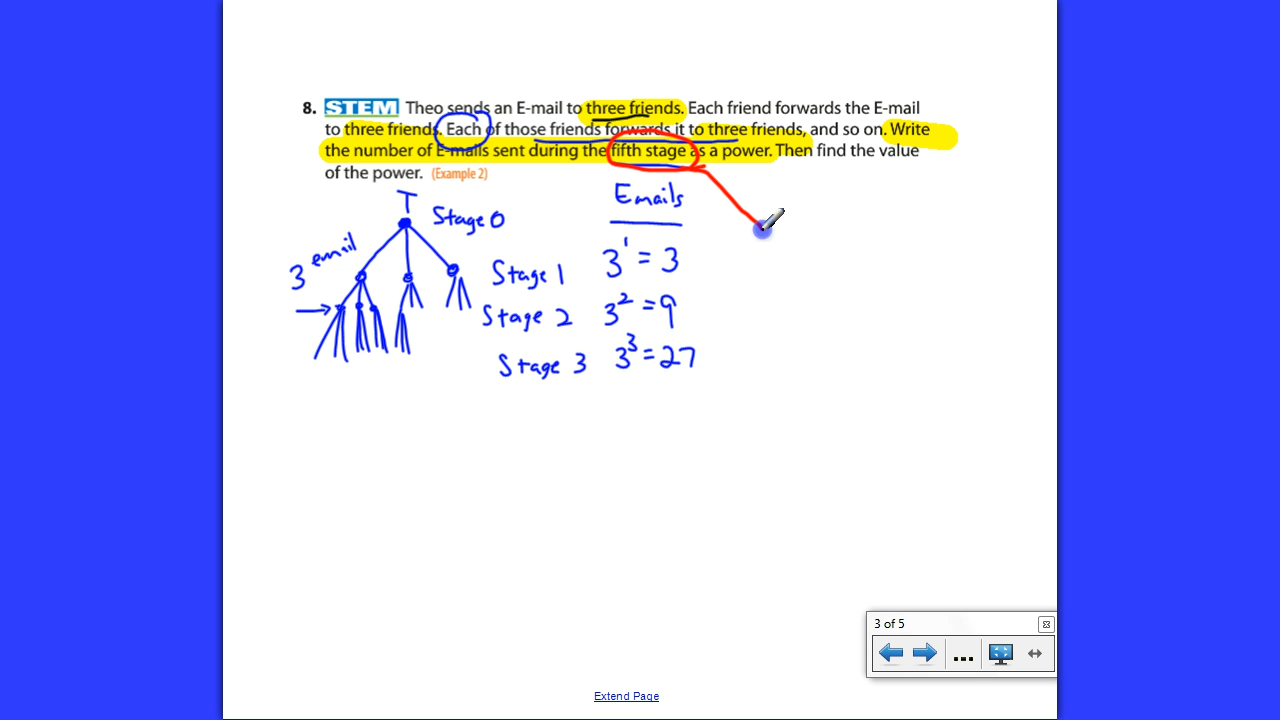 8. STEM Theo sends an E-mail to three friends. Each friend forwards the E-mail
to three friends. Each of those friends forwards it to three friends, and so on. Write
the number of E-mails sent during the fifth stage as a power. Then find the value
of the power. (Example 2)
T
Stage 0
Emails
3 email
Stage 1 3¹ = 3
Stage 2 3² = 9
Stage 3 3³ = 27
3 of 5
...
Extend Page